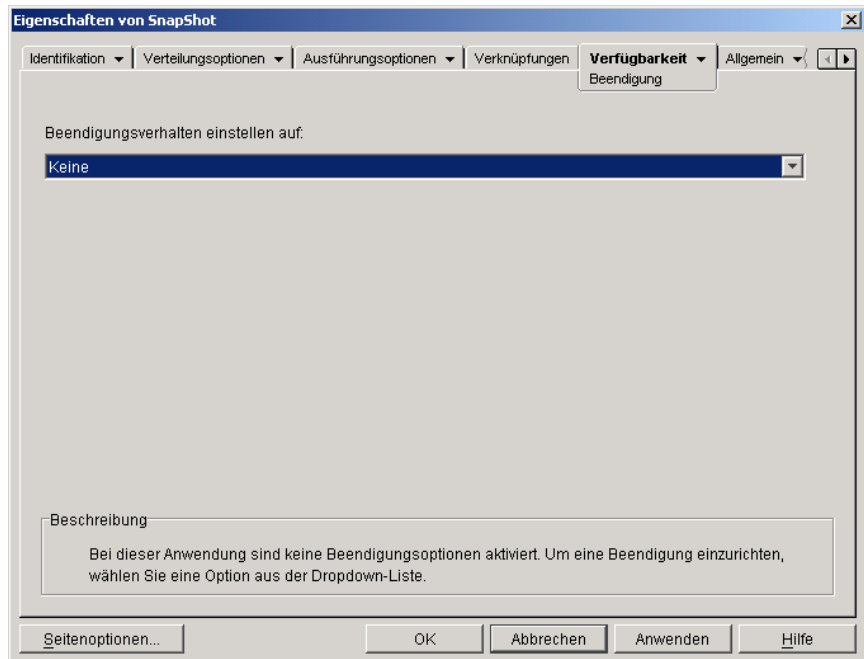 Eigenschaften von SnapShot
Identifikation Verteilungsoptionen Ausführungsoptionen Verknüpfungen Verfügbarkeit Allgemein
Beendigung
Beendigungsverhalten einstellen auf:
Keine
Beschreibung
Bei dieser Anwendung sind keine Beendigungsoptionen aktiviert. Um eine Beendigung einzurichten,
wählen Sie eine Option aus der Dropdown-Liste.
Seitenoptionen... OK Abbrechen Anwenden Hilfe